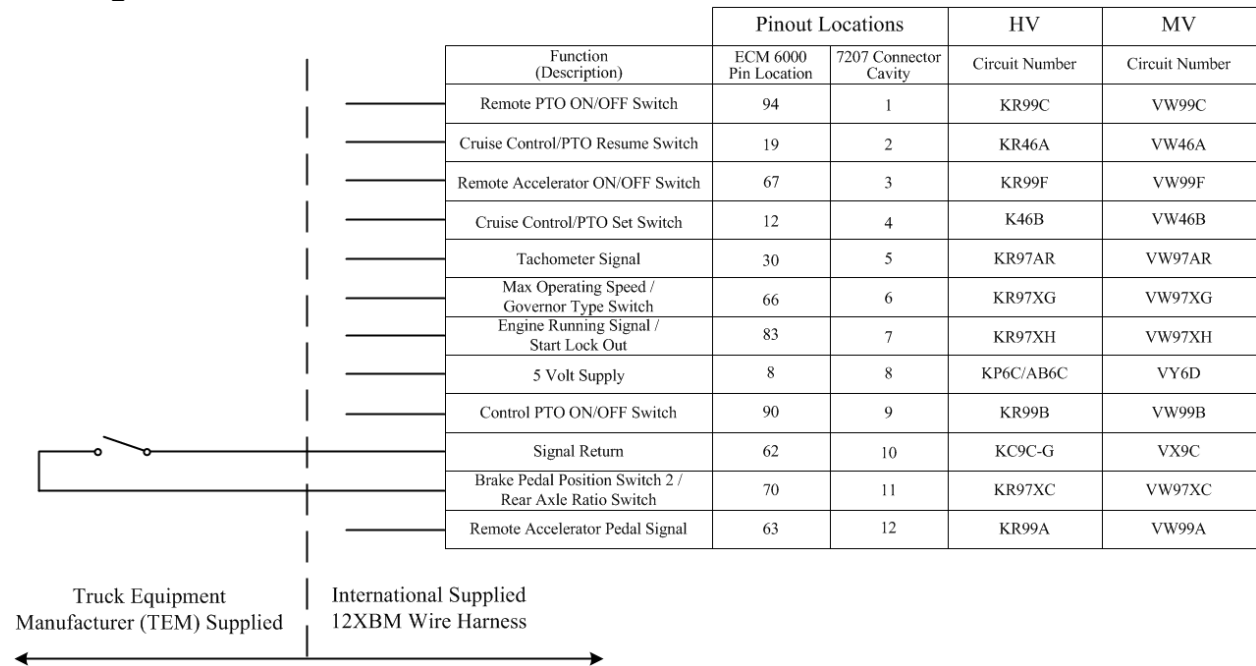 Pinout Locations HV MV
Function ECM 6000 7207 Connector Circuit Number Circuit Number
(Description) Pin Location Cavity
Remote PTO ON/OFF Switch 94 1 KR99C VW99C
Cruise Control/PTO Resume Switch 19 2 KR46A VW46A
Remote Accelerator ON/OFF Switch 67 3 KR99F VW99F
Cruise Control/PTO Set Switch 12 4 K46B VW46B
Tachometer Signal 30 5 KR97AR VW97AR
Max Operating Speed /
Governor Type Switch 66 6 KR97XG VW97XG
Engine Running Signal /
Start Lock Out 83 7 KR97XH VW97XH
5 Volt Supply 8 8 KP6C/AB6C VY6D
Control PTO ON/OFF Switch 90 9 KR99B VW99B
Signal Return 62 10 KC9C-G VX9C
Brake Pedal Position Switch 2 /
Rear Axle Ratio Switch 70 11 KR97XC VW97XC
Remote Accelerator Pedal Signal 63 12 KR99A VW99A
Truck Equipment
Manufacturer (TEM) Supplied
International Supplied
12XBM Wire Harness